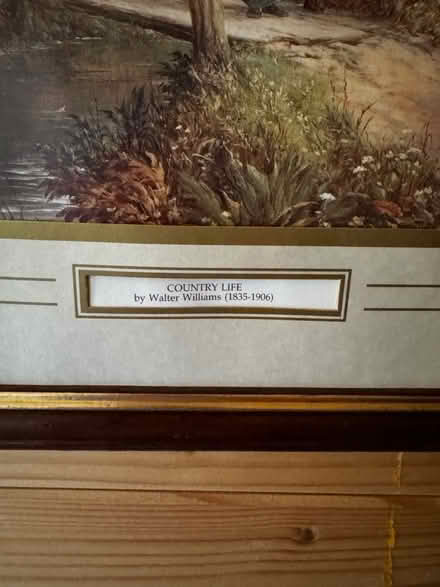 COUNTRY LIFE
by Walter Williams (1835-1906)